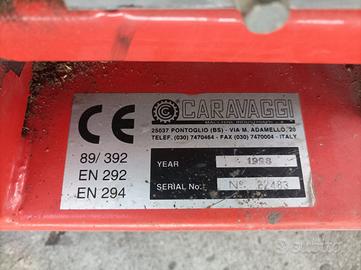 CARAVAGGI
25037 PONTOGLIO (BS) - VIA M. ADAMELLO, 20
TELEF. (030) 7470464 - FAX (030) 7470004 - ITALY
CE
89/392
EN 292
EN 294
YEAR 1998
SERIAL No.: N°
subito